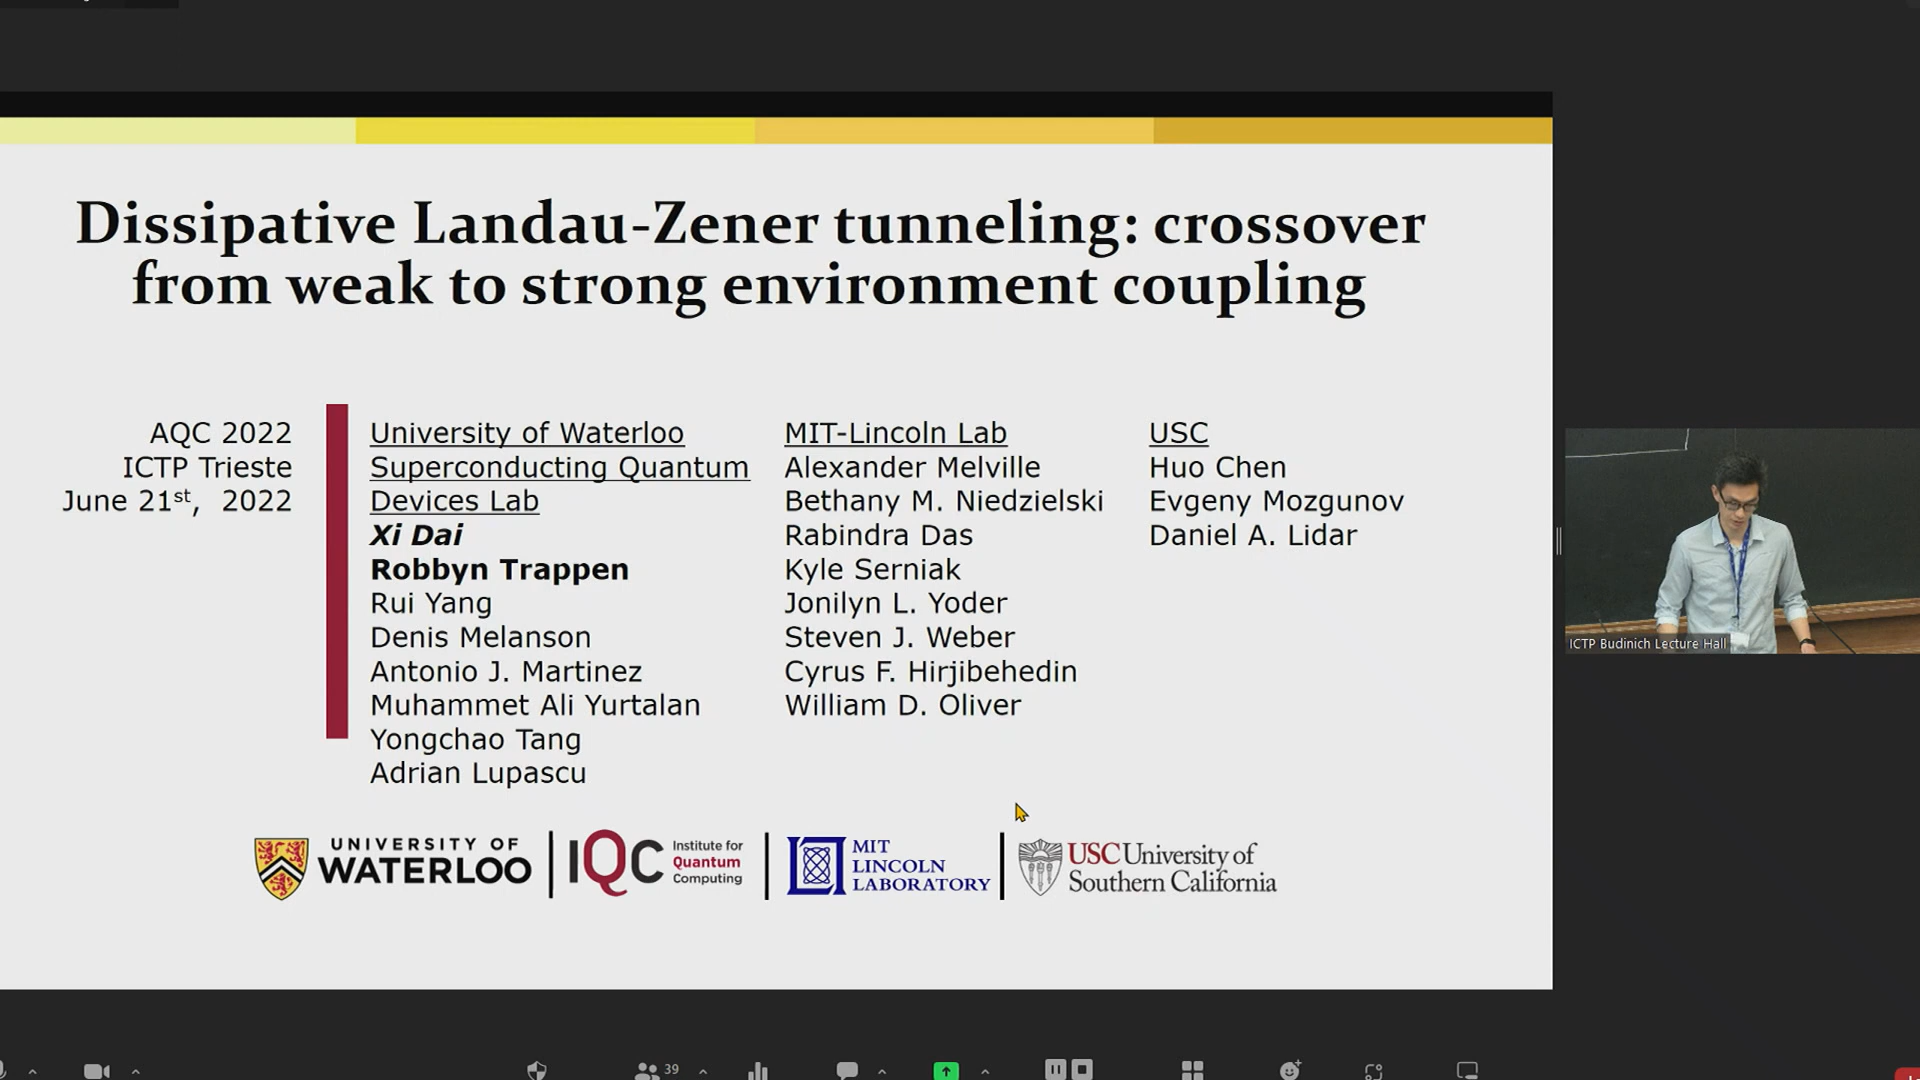 Dissipative Landau-Zener tunneling: crossover
from weak to strong environment coupling
AQC 2022
ICTP Trieste
June 21st, 2022
University of Waterloo
Superconducting Quantum
Devices Lab
Xi Dai
Robbyn Trappen
Rui Yang
Denis Melanson
Antonio J. Martinez
Muhammet Ali Yurtalan
Yongchao Tang
Adrian Lupascu
MIT-Lincoln Lab
Alexander Melville
Bethany M. Niedzielski
Rabindra Das
Kyle Serniak
Jonilyn L. Yoder
Steven J. Weber
Cyrus F. Hirjibehedin
William D. Oliver
USC
Huo Chen
Evgeny Mozgunov
Daniel A. Lidar
UNIVERSITY OF
WATERLOO
IQC
Institute for
Quantum
Computing
MIT
LINCOLN
LABORATORY
USC University of
Southern California
ICTP Budinich Lecture Hall
39